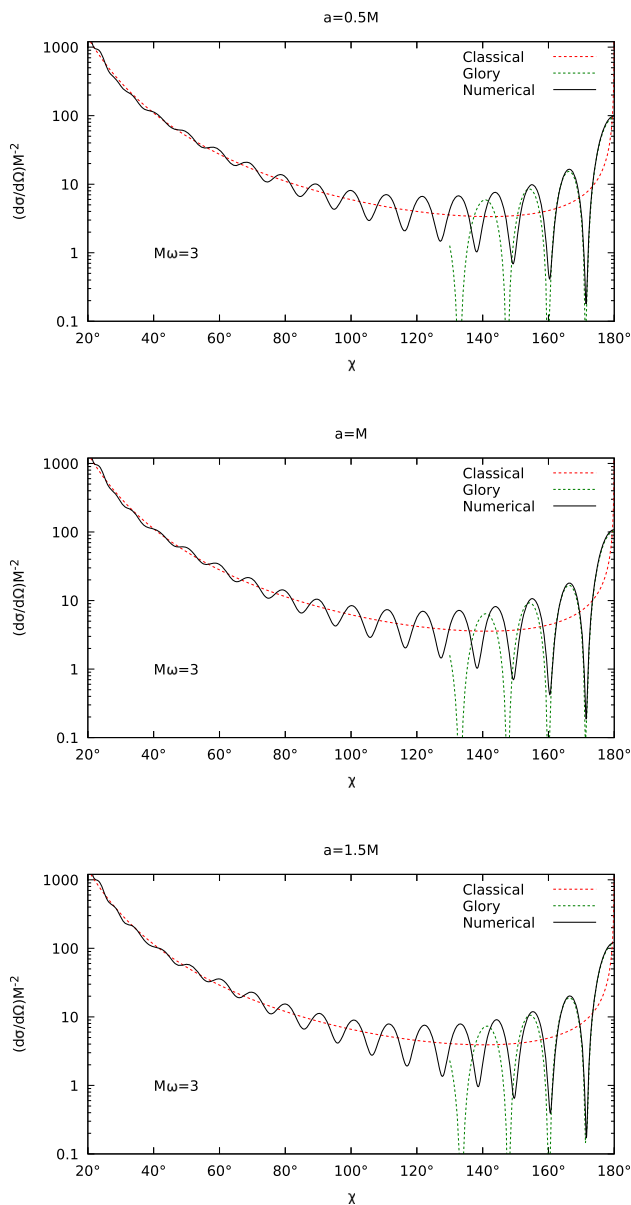 a=0.5M
1000
100
10
1
0.1
(dσ/dΩ)M⁻²
Classical
Glory
Numerical
Mω=3
20° 40° 60° 80° 100° 120° 140° 160° 180°
χ
a=M
1000
100
10
1
0.1
(dσ/dΩ)M⁻²
Classical
Glory
Numerical
Mω=3
20° 40° 60° 80° 100° 120° 140° 160° 180°
χ
a=1.5M
1000
100
10
1
0.1
(dσ/dΩ)M⁻²
Classical
Glory
Numerical
Mω=3
20° 40° 60° 80° 100° 120° 140° 160° 180°
χ